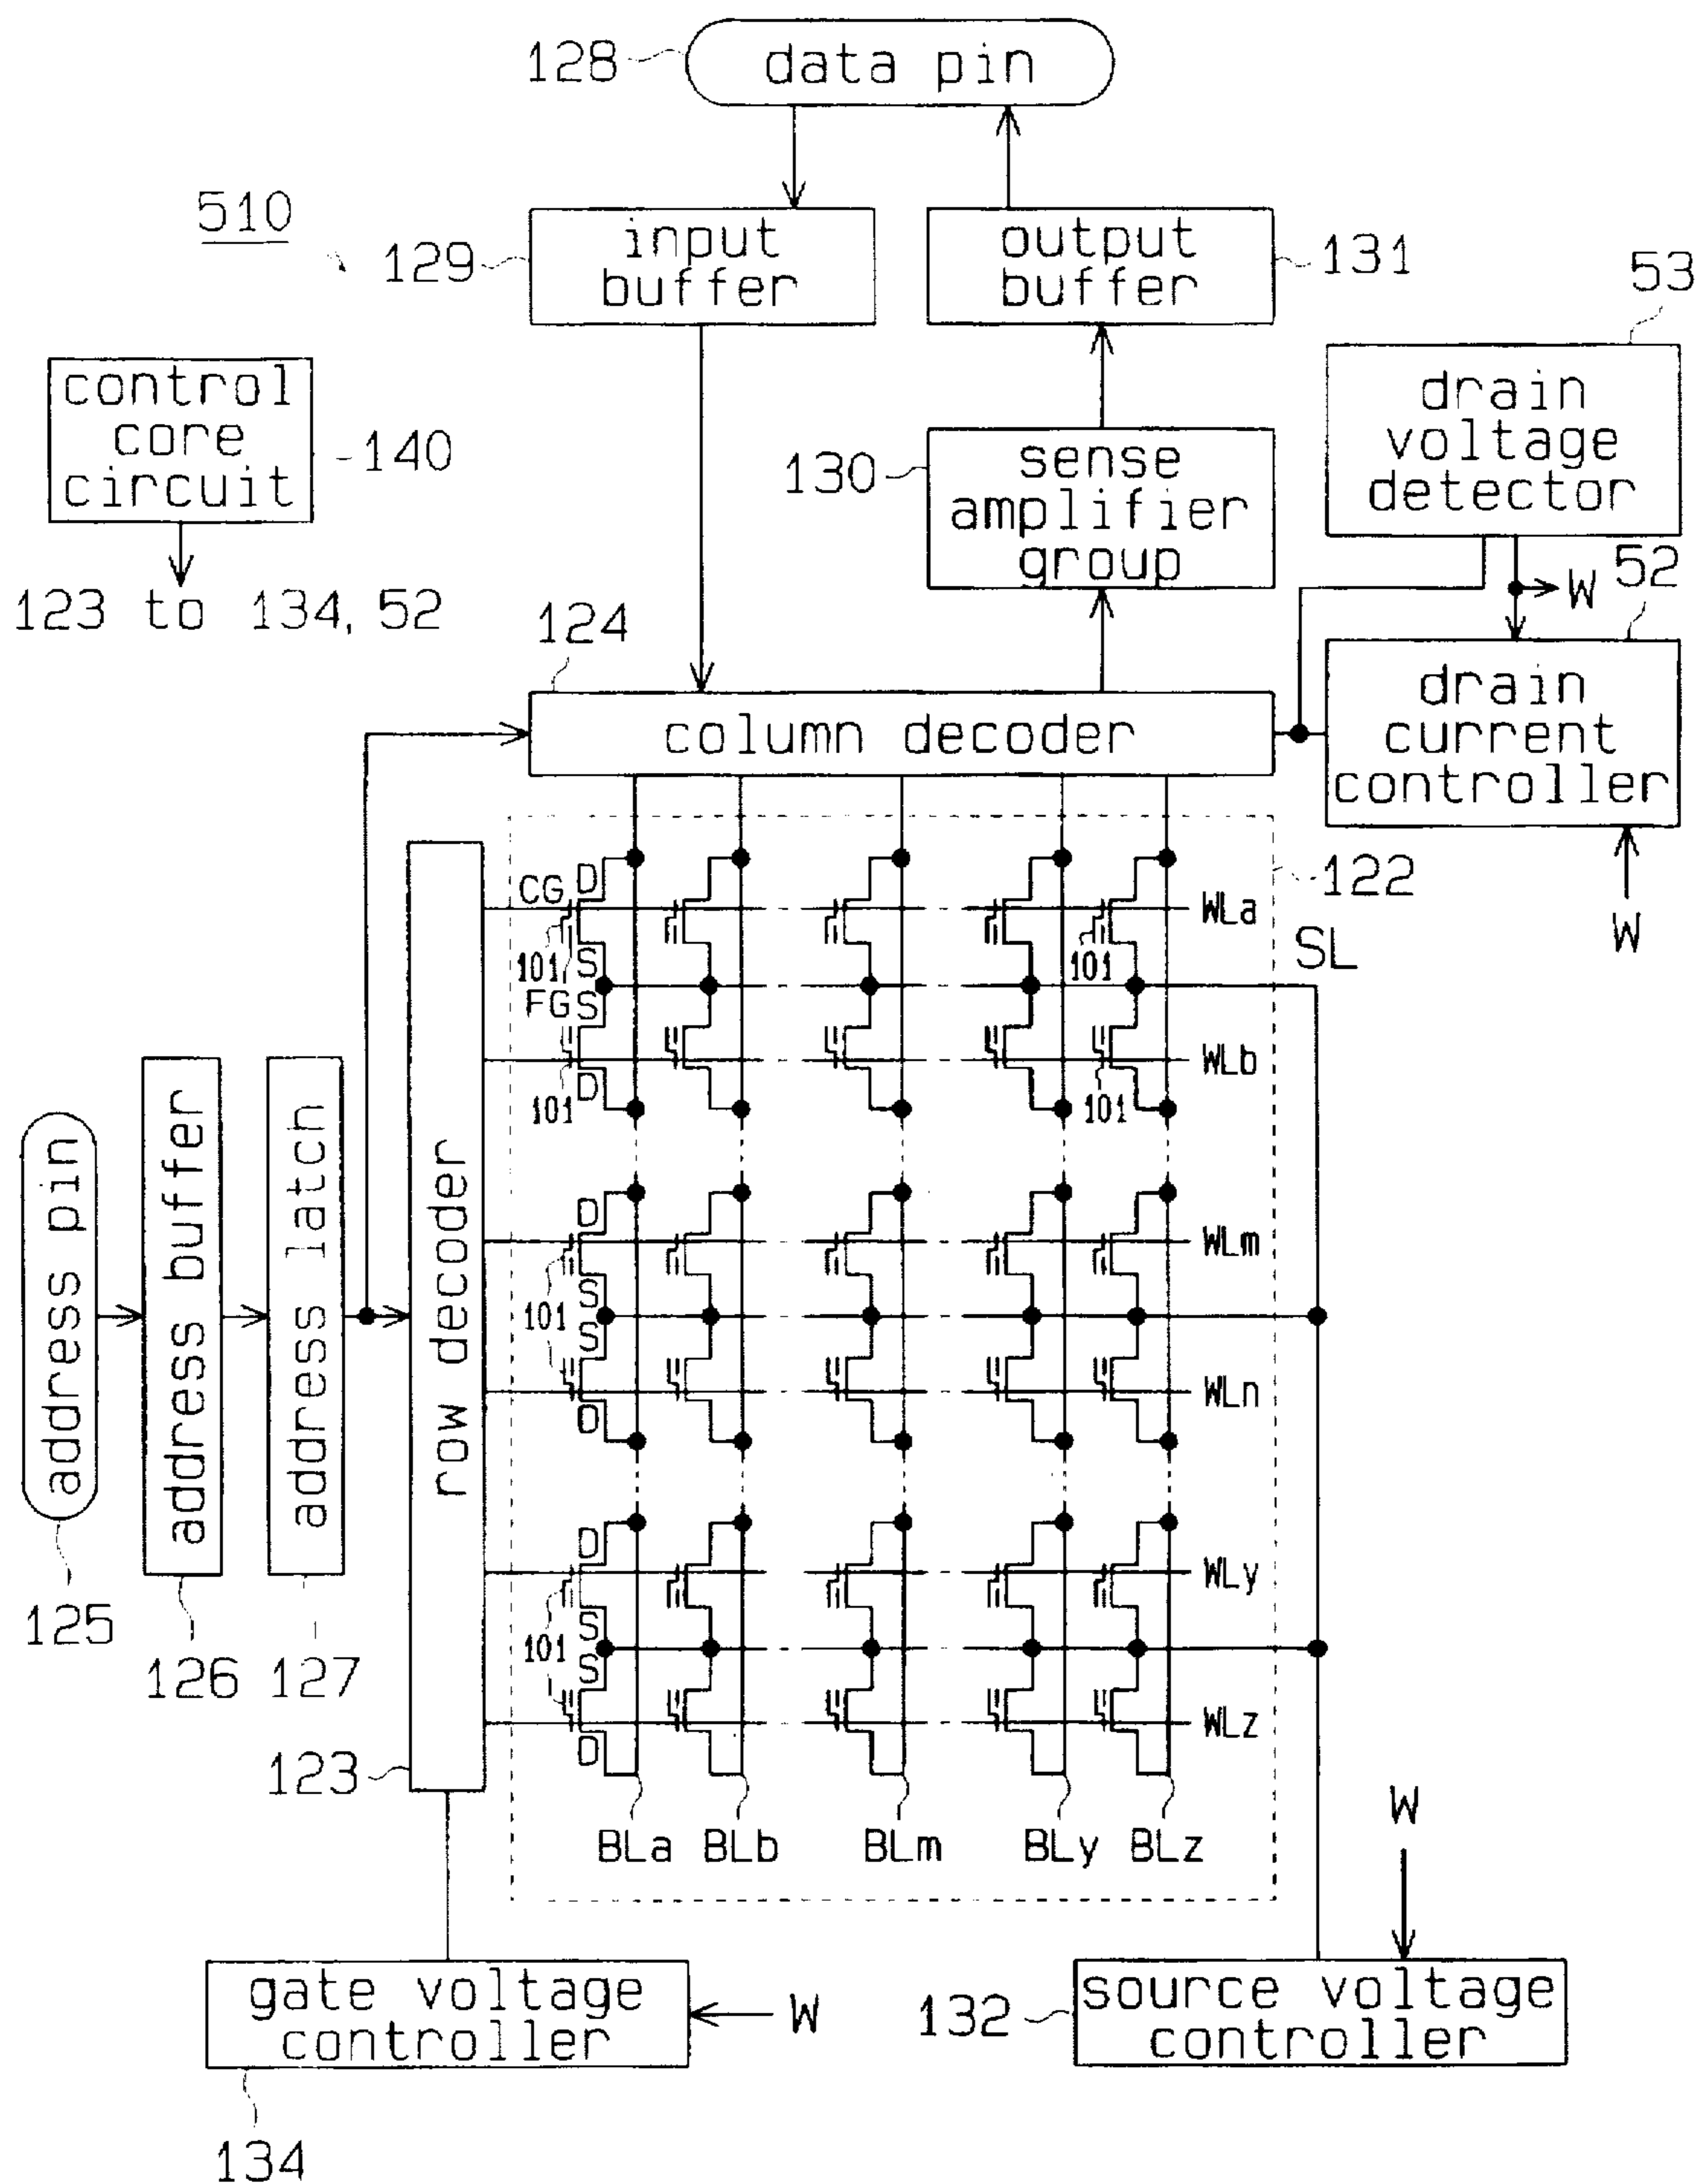 128
data pin
510
129
input
buffer
output
buffer
131
53
control
core
circuit
140
123 to 134, 52
130
sense
amplifier
group
drain
voltage
detector
W
52
124
column decoder
drain
current
controller
W
122
CG
D
WLa
101
S
101
SL
FG
S
WLb
101
D
101
address pin
address buffer
address latch
row decoder
D
WLm
S
101
S
WLn
D
D
WLy
S
101
S
WLz
D
125
126
127
123
BLa
BLb
BLm
BLy
BLz
W
gate voltage
controller
W
132
source voltage
controller
134